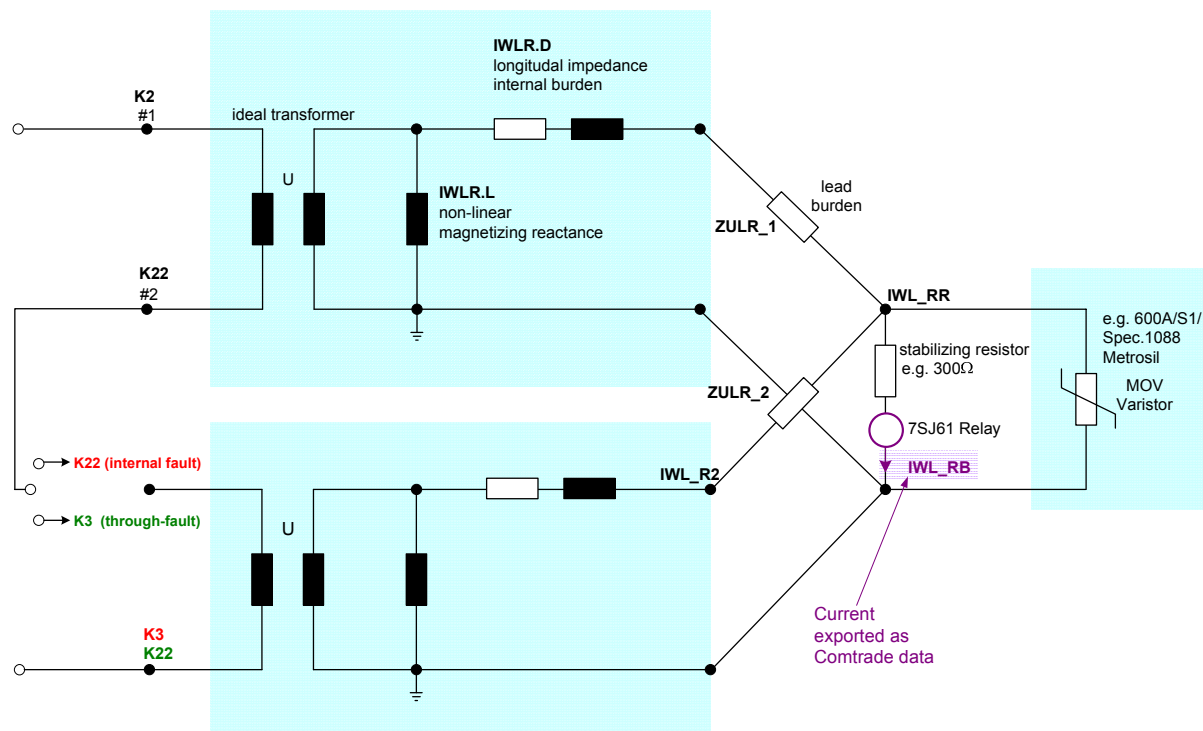 IWLR.D
longitudal impedance
internal burden
K2
#1
ideal transformer
U
IWLR.L
non-linear
magnetizing reactance
lead
burden
ZULR_1
K22
#2
IWL_RR
e.g. 600A/S1/
Spec.1088
Metrosil
MOV
Varistor
stabilizing resistor
e.g. 300Ω
ZULR_2
7SJ61 Relay
K22 (internal fault)
IWL_R2
IWL_RB
K3 (through-fault)
U
Current
exported as
Comtrade data
K3
K22